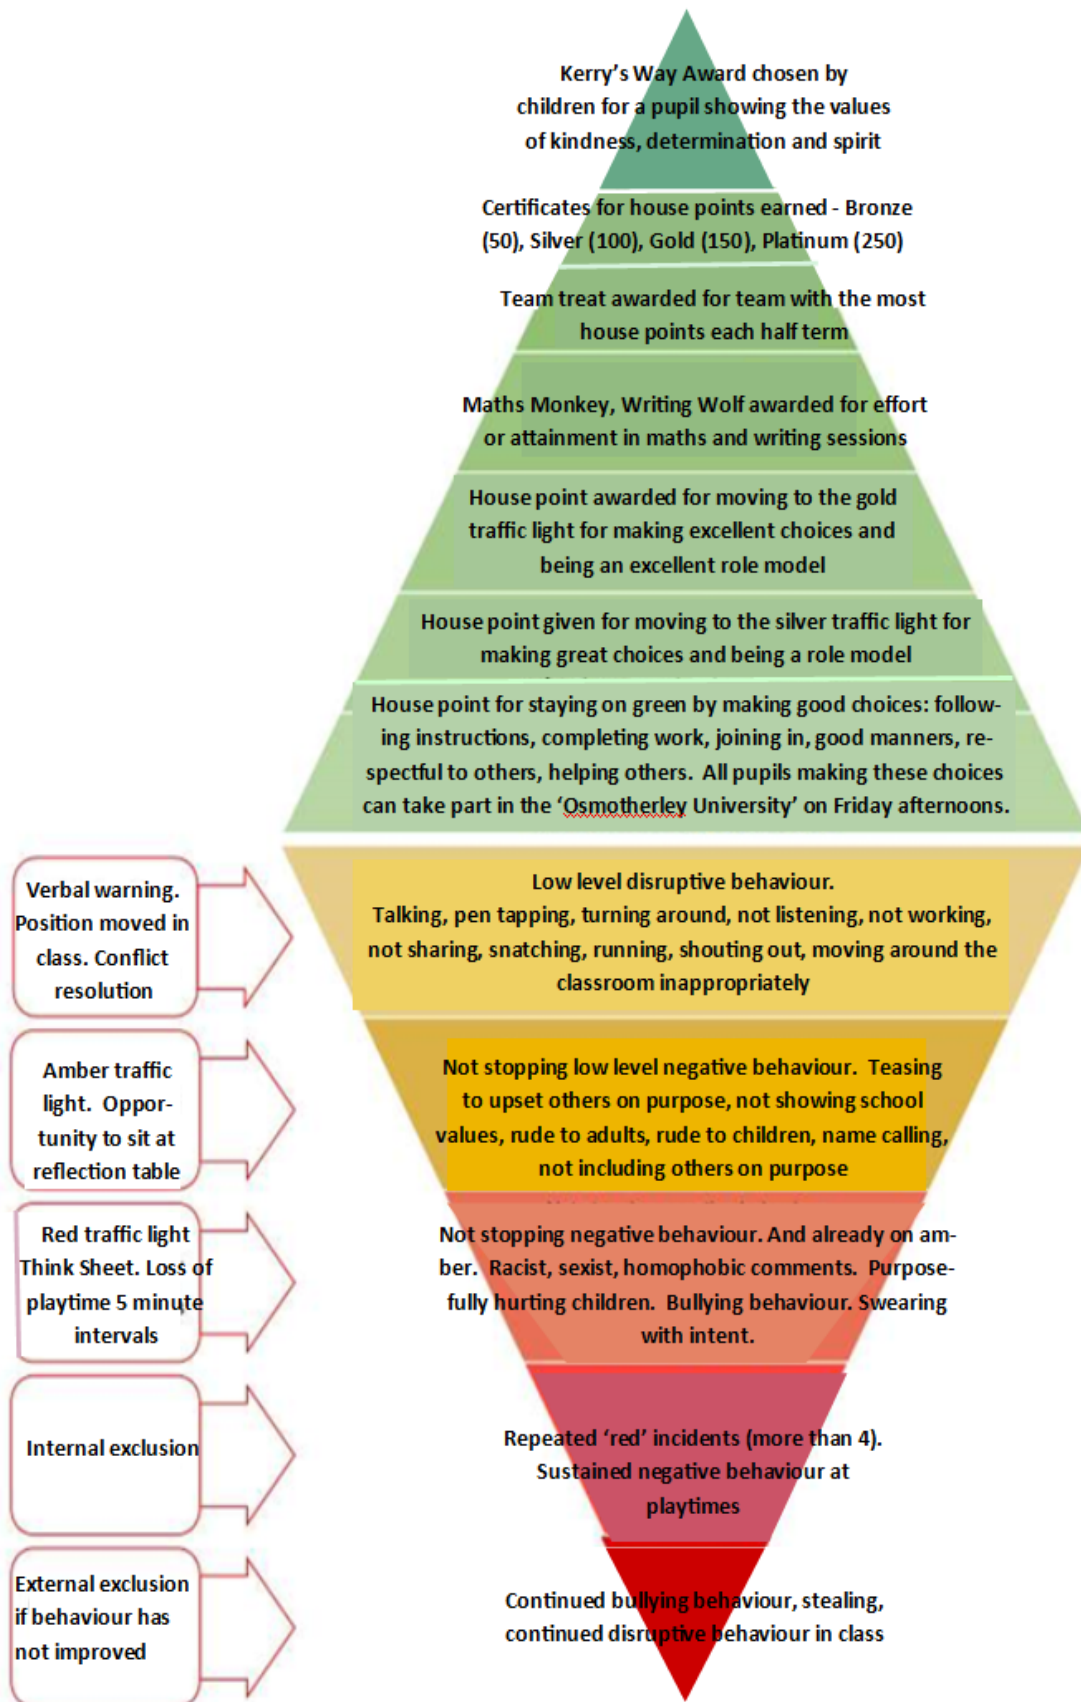 Kerry’s Way Award chosen by
children for a pupil showing the values
of kindness, determination and spirit
Certificates for house points earned - Bronze
(50), Silver (100), Gold (150), Platinum (250)
Team treat awarded for team with the most
house points each half term
Maths Monkey, Writing Wolf awarded for effort
or attainment in maths and writing sessions
House point awarded for moving to the gold
traffic light for making excellent choices and
being an excellent role model
House point given for moving to the silver traffic light for
making great choices and being a role model
House point for staying on green by making good choices: follow-
ing instructions, completing work, joining in, good manners, re-
spectful to others, helping others.  All pupils making these choices
can take part in the ‘Osmotherley University’ on Friday afternoons.
Verbal warning.
Position moved in
class. Conflict
resolution
Low level disruptive behaviour.
Talking, pen tapping, turning around, not listening, not working,
not sharing, snatching, running, shouting out, moving around the
classroom inappropriately
Amber traffic
light.  Oppor-
tunity to sit at
reflection table
Not stopping low level negative behaviour.  Teasing
to upset others on purpose, not showing school
values, rude to adults, rude to children, name calling,
not including others on purpose
Red traffic light
Think Sheet. Loss of
playtime 5 minute
intervals
Not stopping negative behaviour. And already on am-
ber.  Racist, sexist, homophobic comments.  Purpose-
fully hurting children.  Bullying behaviour. Swearing
with intent.
Internal exclusion
Repeated ‘red’ incidents (more than 4).
Sustained negative behaviour at
playtimes
External exclusion
if behaviour has
not improved
Continued bullying behaviour, stealing,
continued disruptive behaviour in class